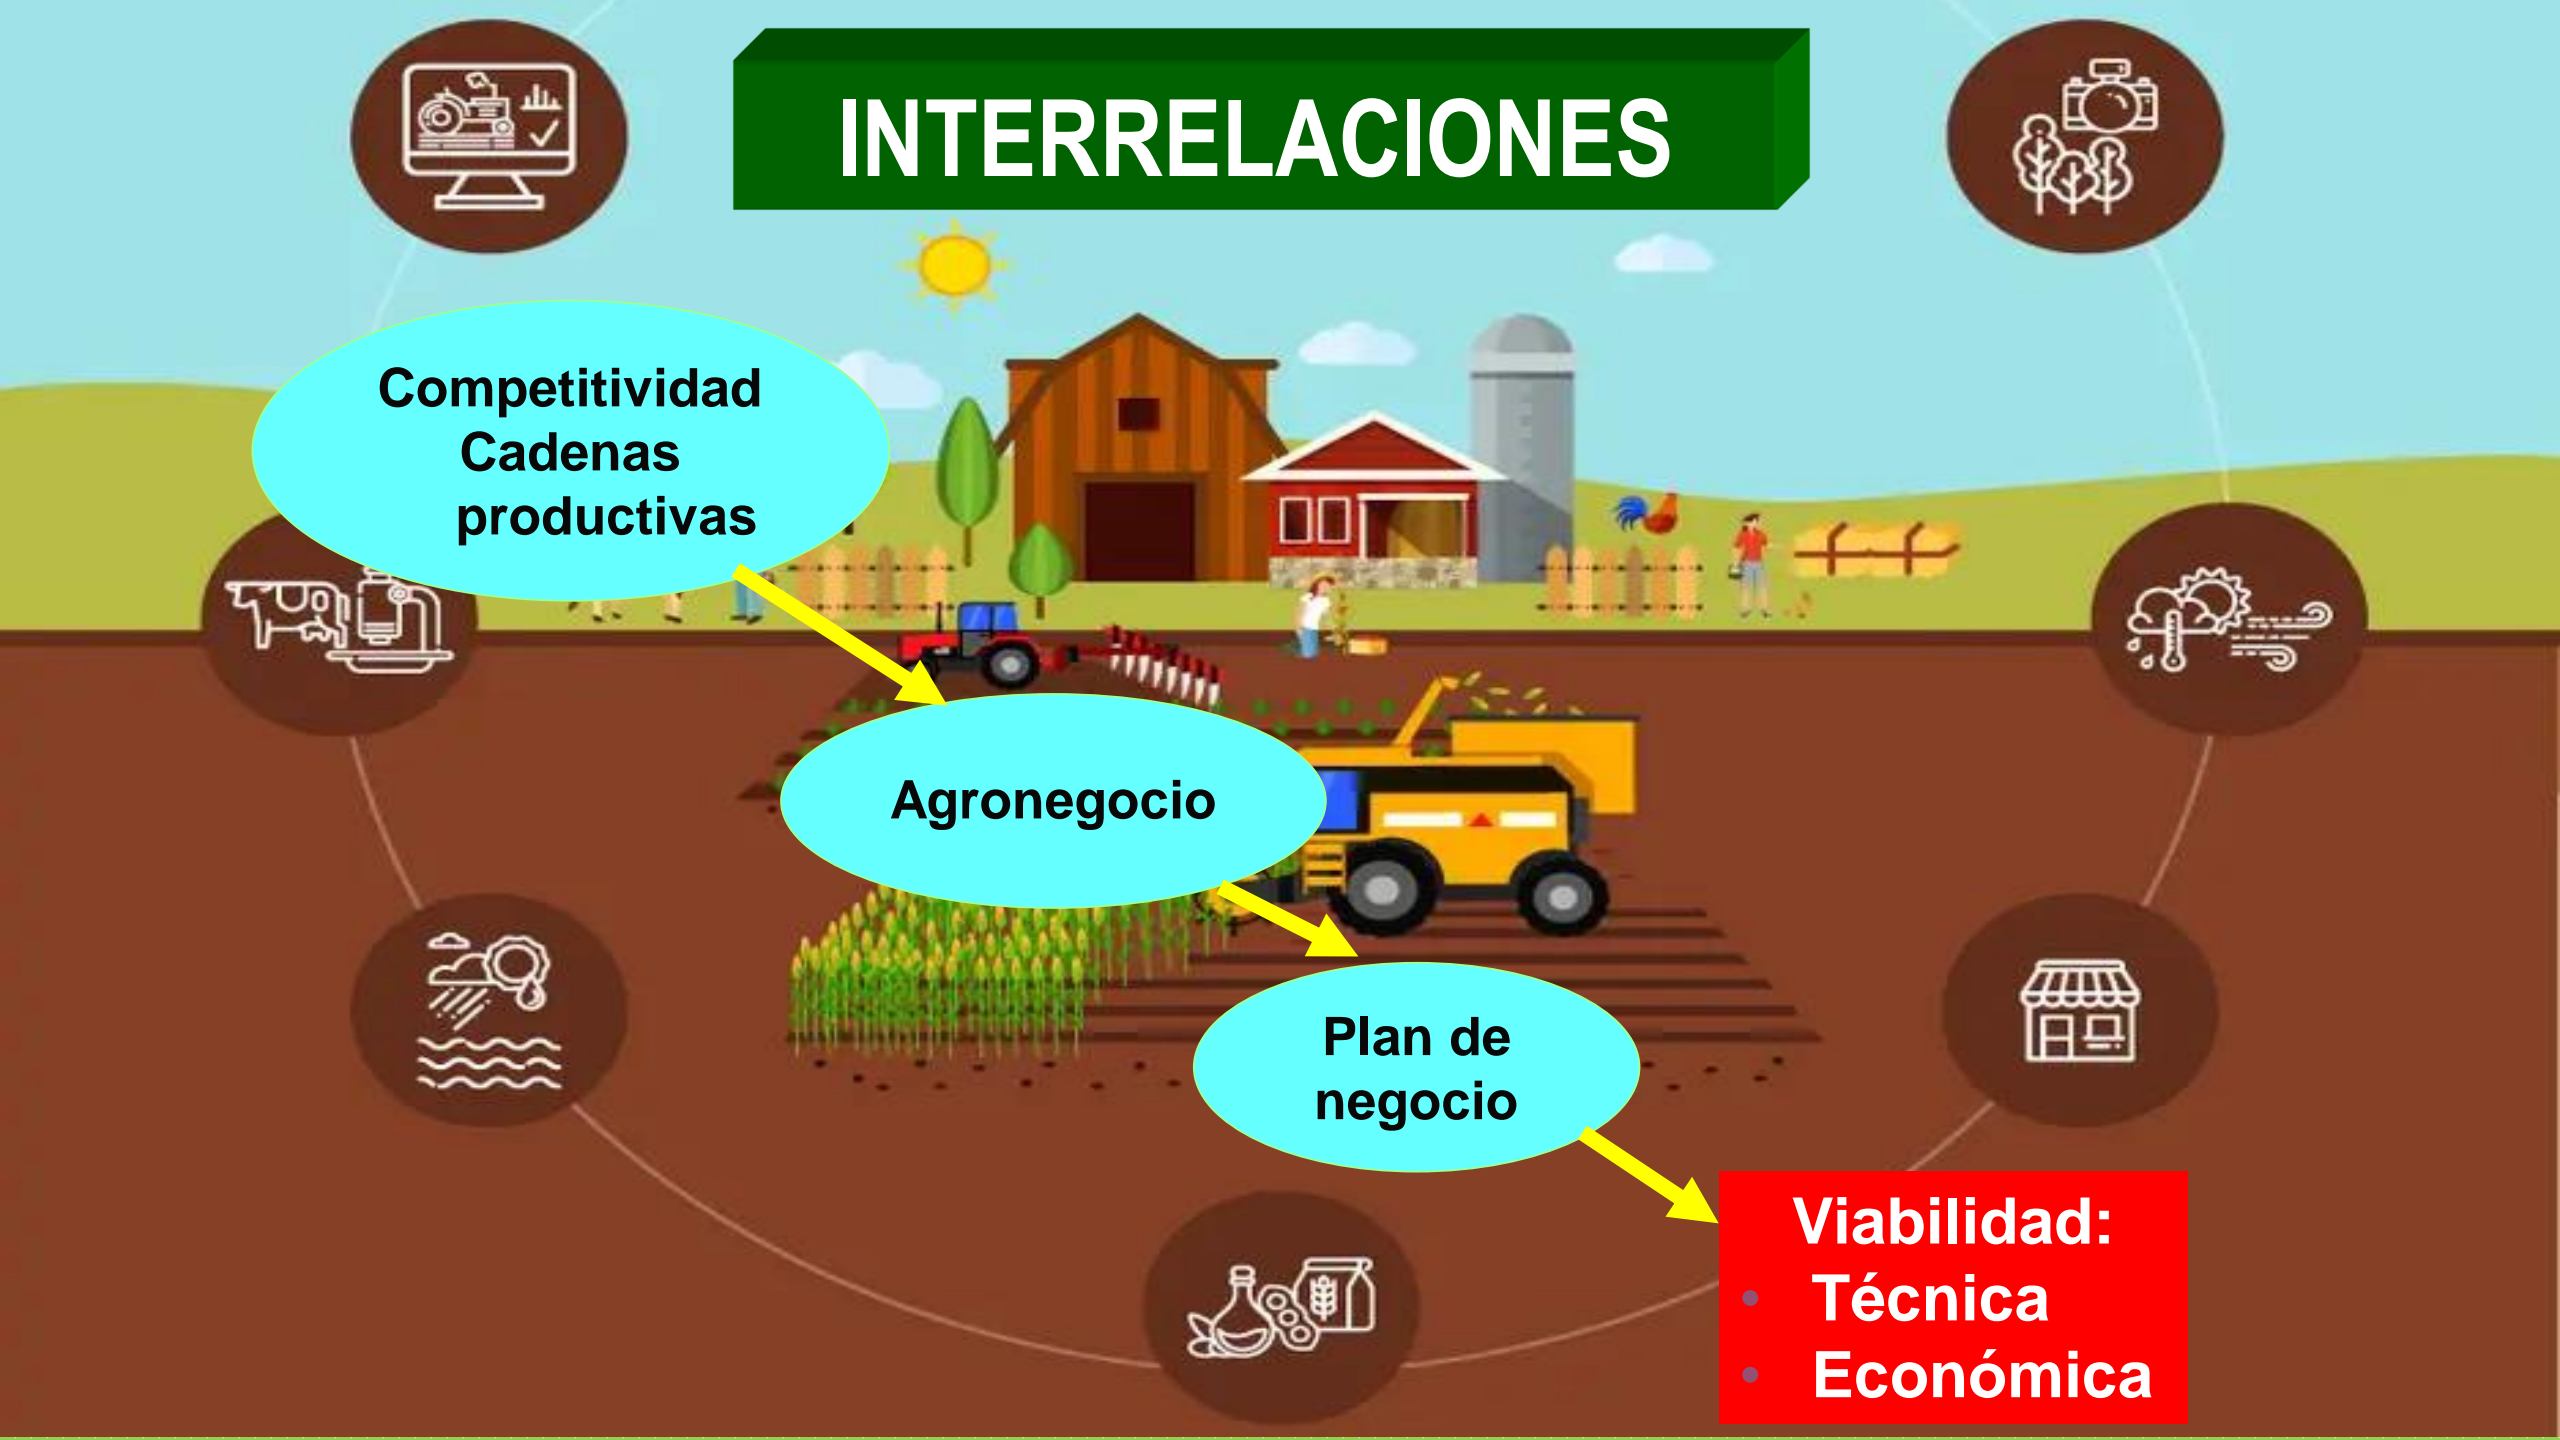 INTERRELACIONES
Competitividad
Cadenas
productivas
Agronegocio
Plan de
negocio
Viabilidad:
• Técnica
• Económica